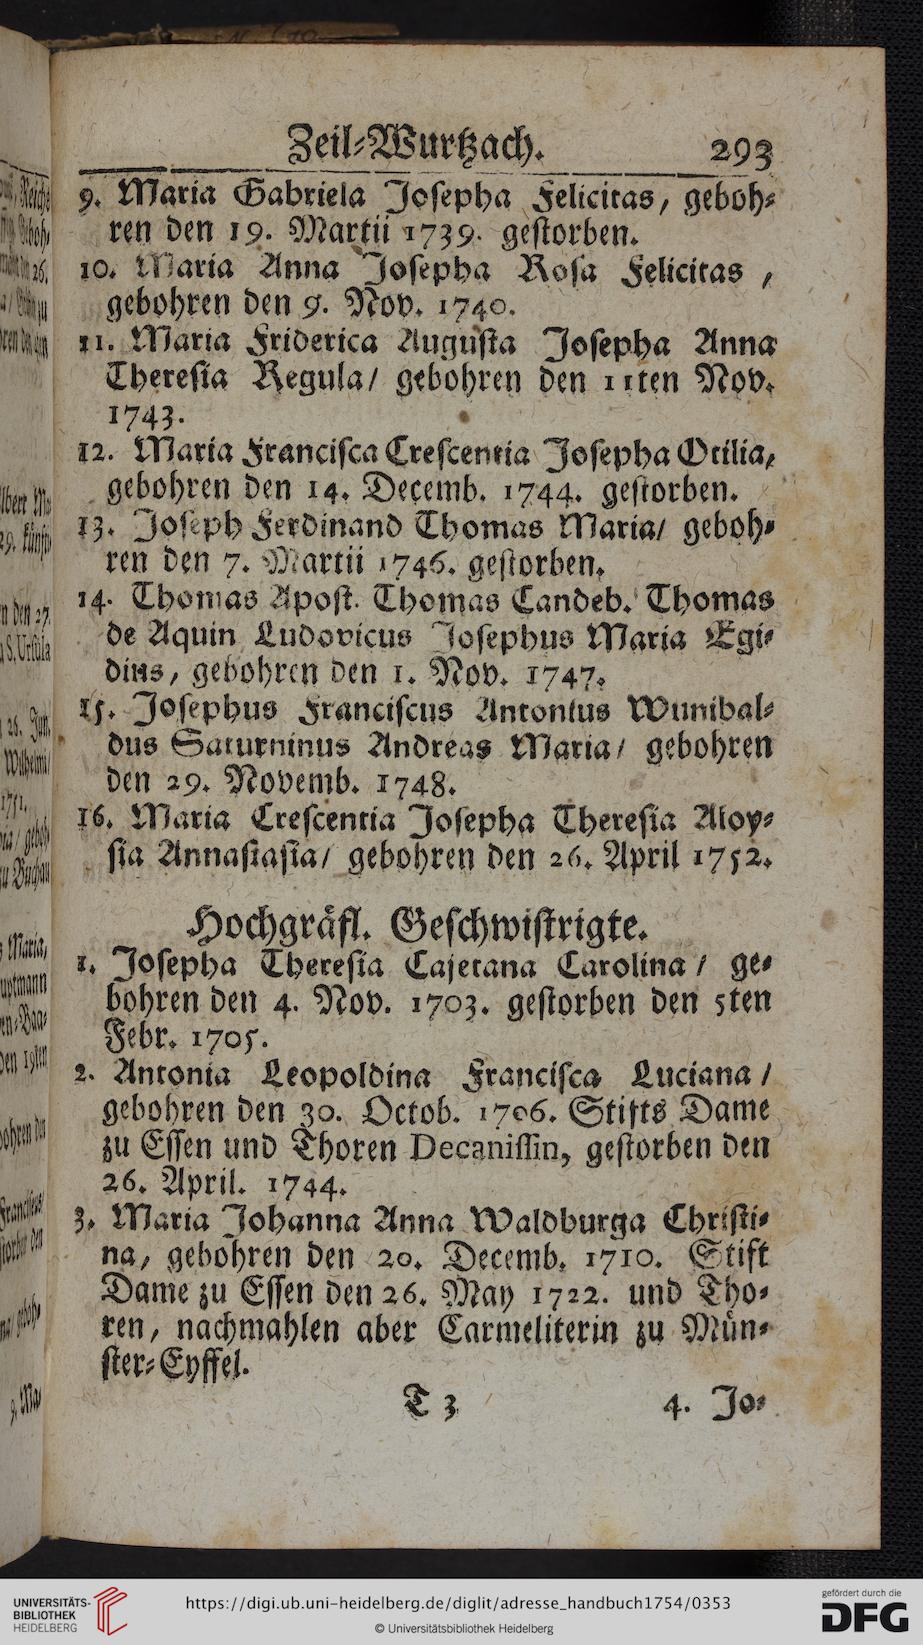 Zeil-Wurtzach. 293
9. Maria Gabriela Josepha Felicitas, geboh-
ren den 19. Martii 1739. gestorben.
10. Maria Anna Josepha Rosa Felicitas,
gebohren den 9. Nov. 1740.
11. Maria Friderica Augusta Josepha Anna
Theresia Regula/ gebohren den 11ten Nov.
1743.
12. Maria Francisca Crescentia Josepha Otilia,
gebohren den 14. Decemb. 1744. gestorben.
13. Joseph Ferdinand Thomas Maria/ geboh-
ren den 7. Martii 1746. gestorben.
14. Thomas Apost. Thomas Candeb. Thomas
de Aquin Ludovicus Josephus Maria Egi-
dius, gebohren den 1. Nov. 1747.
15. Josephus Franciscus Antonius Wunibal-
dus Saturninus Andreas Maria/ gebohren
den 29. Novemb. 1748.
16. Maria Crescentia Josepha Theresia Aloy-
sia Annastasia/ gebohren den 26. April 1752.
Hochgräfl. Geschwistrigte.
1. Josepha Theresia Cajetana Carolina / ge-
bohren den 4. Nov. 1703. gestorben den 5ten
Febr. 1705.
2. Antonia Leopoldina Francisca Luciana /
gebohren den 30. Octob. 1706. Stifts Dame
zu Essen und Thoren Decanissin, gestorben den
26. April. 1744.
3. Maria Johanna Anna Waldburga Christi-
na, gebohren den 20. Decemb. 1710. Stift
Dame zu Essen den 26. May 1722. und Tho-
ren, nachmahlen aber Carmeliterin zu Mün-
ster-Eyffel.
T 3 4. Jo-
UNIVERSITÄTS-
BIBLIOTHEK
HEIDELBERG
https://digi.ub.uni-heidelberg.de/diglit/adresse_handbuch1754/0353
© Universitätsbibliothek Heidelberg
gefördert durch die
DFG